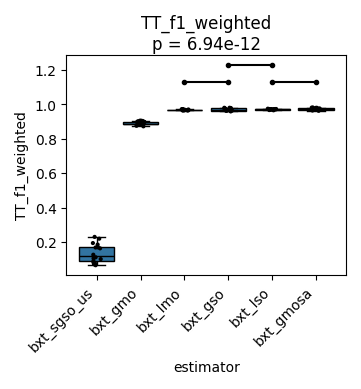 TT_f1_weighted
p = 6.94e-12
TT_f1_weighted
1.2
1.0
0.8
0.6
0.4
0.2
bxt_sgso_us
bxt_gmo
bxt_lmo
bxt_gso
bxt_lso
bxt_gmosa
estimator